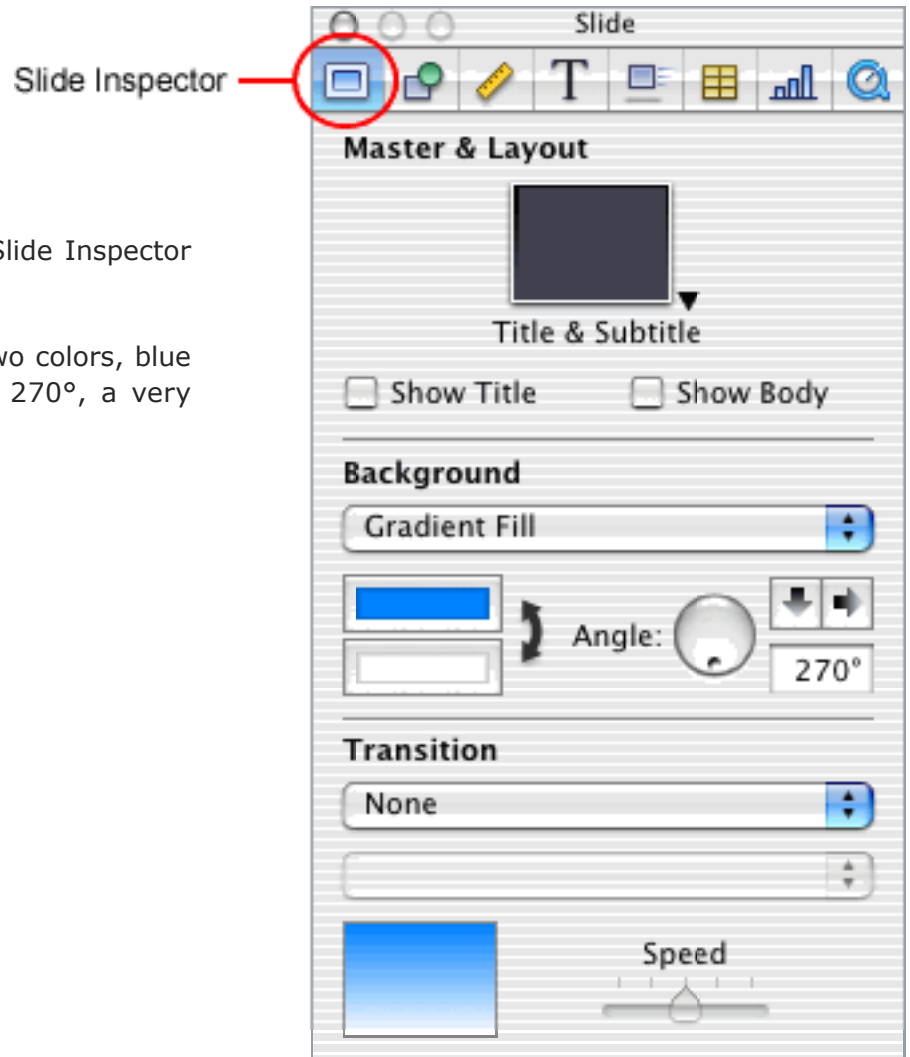 Slide
Slide Inspector
T
Master & Layout
Slide Inspector
Title & Subtitle
wo colors, blue
270°, a very
Show Title Show Body
Background
Gradient Fill
Angle:
270°
Transition
None
Speed